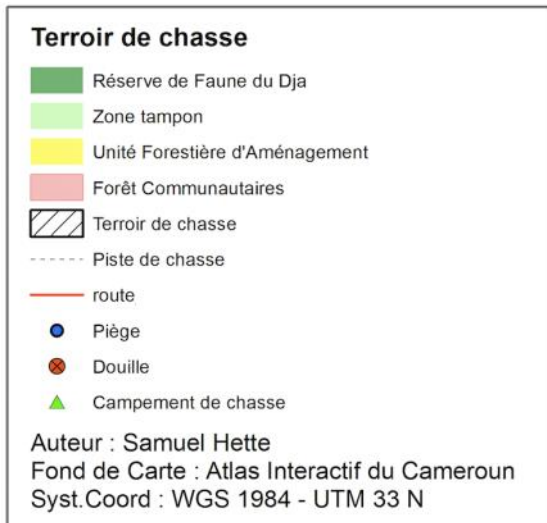 Terroir de chasse
Réserve de Faune du Dja
Zone tampon
Unité Forestière d'Aménagement
Forêt Communautaires
Terroir de chasse
Piste de chasse
route
Piège
Douille
Campement de chasse
Auteur : Samuel Hette
Fond de Carte : Atlas Interactif du Cameroun
Syst.Coord : WGS 1984 - UTM 33 N